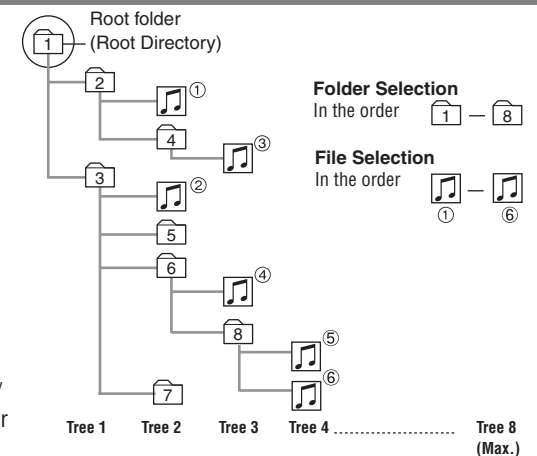 Root folder
(Root Directory)
1
2
①
4
③
3
②
5
6
④
8
⑤
⑥
7
Folder Selection
In the order 1 – 8
File Selection
In the order
① ⑥
y
r
Tree 1 Tree 2 Tree 3 Tree 4 ........................ Tree 8
(Max.)